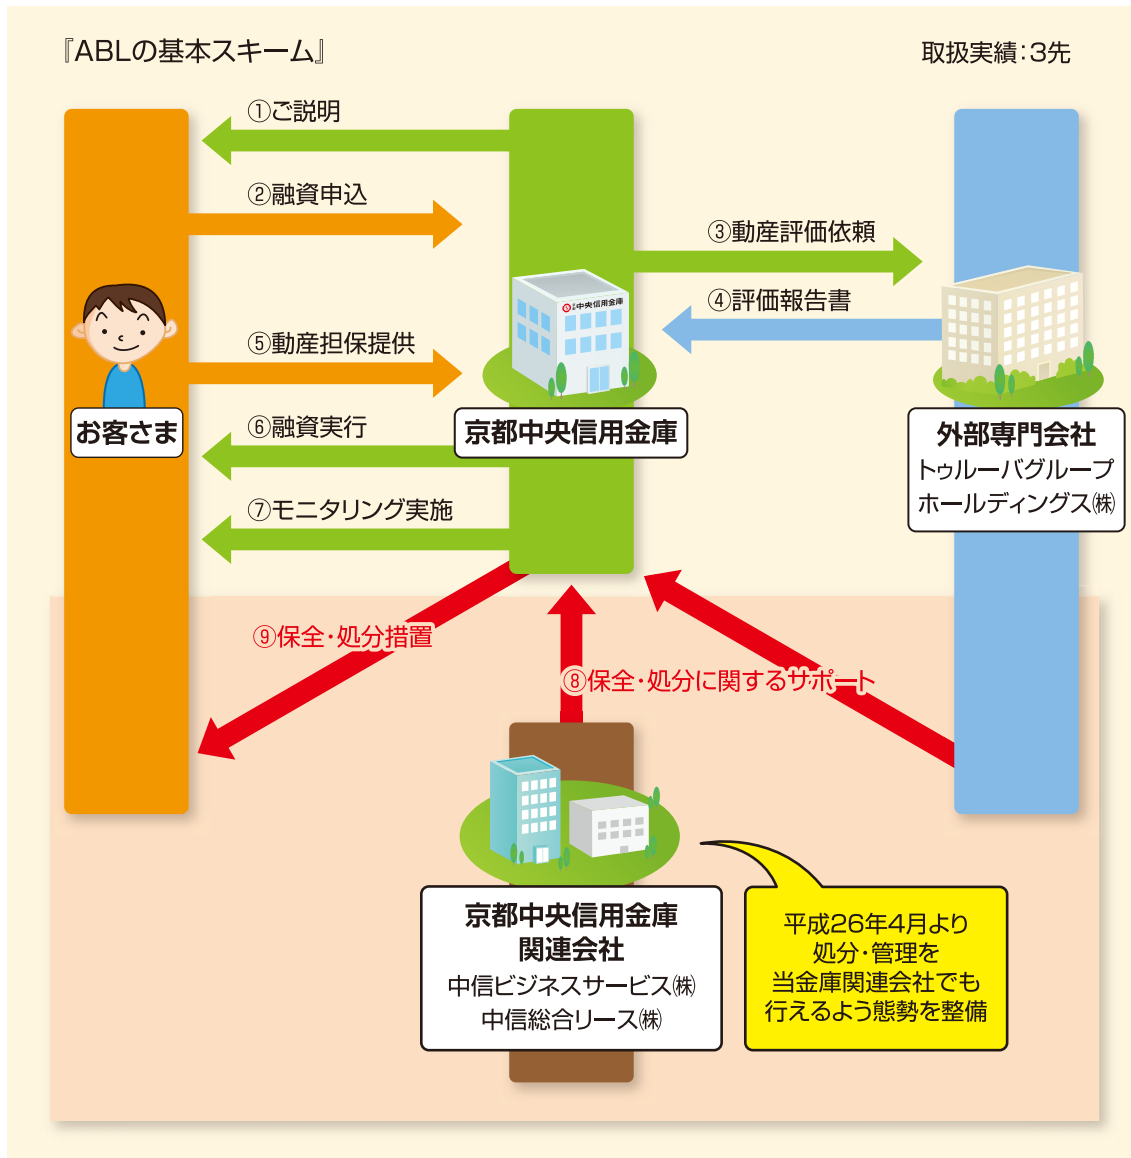 『ABLの基本スキーム』
取扱実績：3先
①ご説明
②融資申込
③動産評価依頼
④評価報告書
中央信用金庫
⑤動産担保提供
お客さま
⑥融資実行
京都中央信用金庫
外部専門会社
トゥルーバグループ
ホールディングス㈱
⑦モニタリング実施
⑨保全・処分措置
⑧保全・処分に関するサポート
京都中央信用金庫
関連会社
中信ビジネスサービス㈱
中信総合リース㈱
平成26年4月より
処分・管理を
当金庫関連会社でも
行えるよう態勢を整備